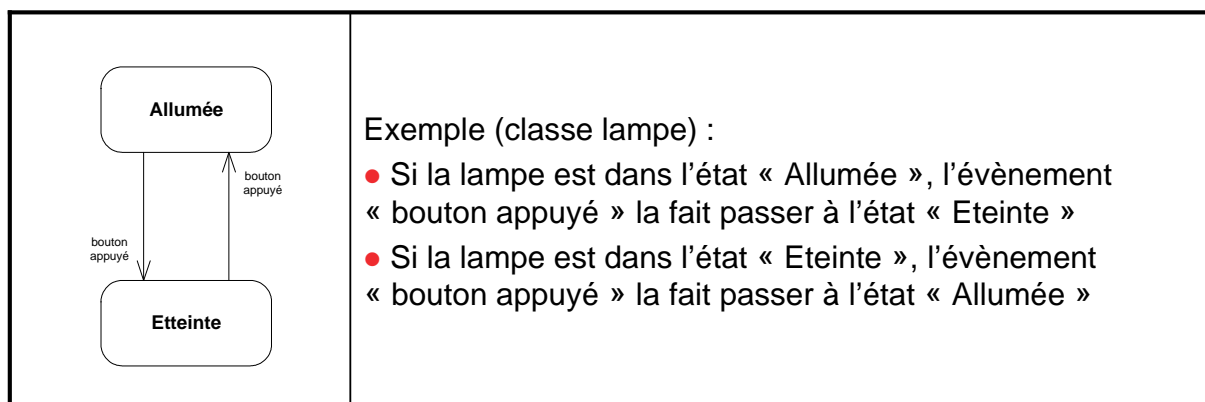 Allumée
bouton
appuyé
bouton
appuyé
Etteinte
Exemple (classe lampe) :
● Si la lampe est dans l'état « Allumée », l'évènement
« bouton appuyé » la fait passer à l'état « Eteinte »
● Si la lampe est dans l'état « Eteinte », l'évènement
« bouton appuyé » la fait passer à l'état « Allumée »